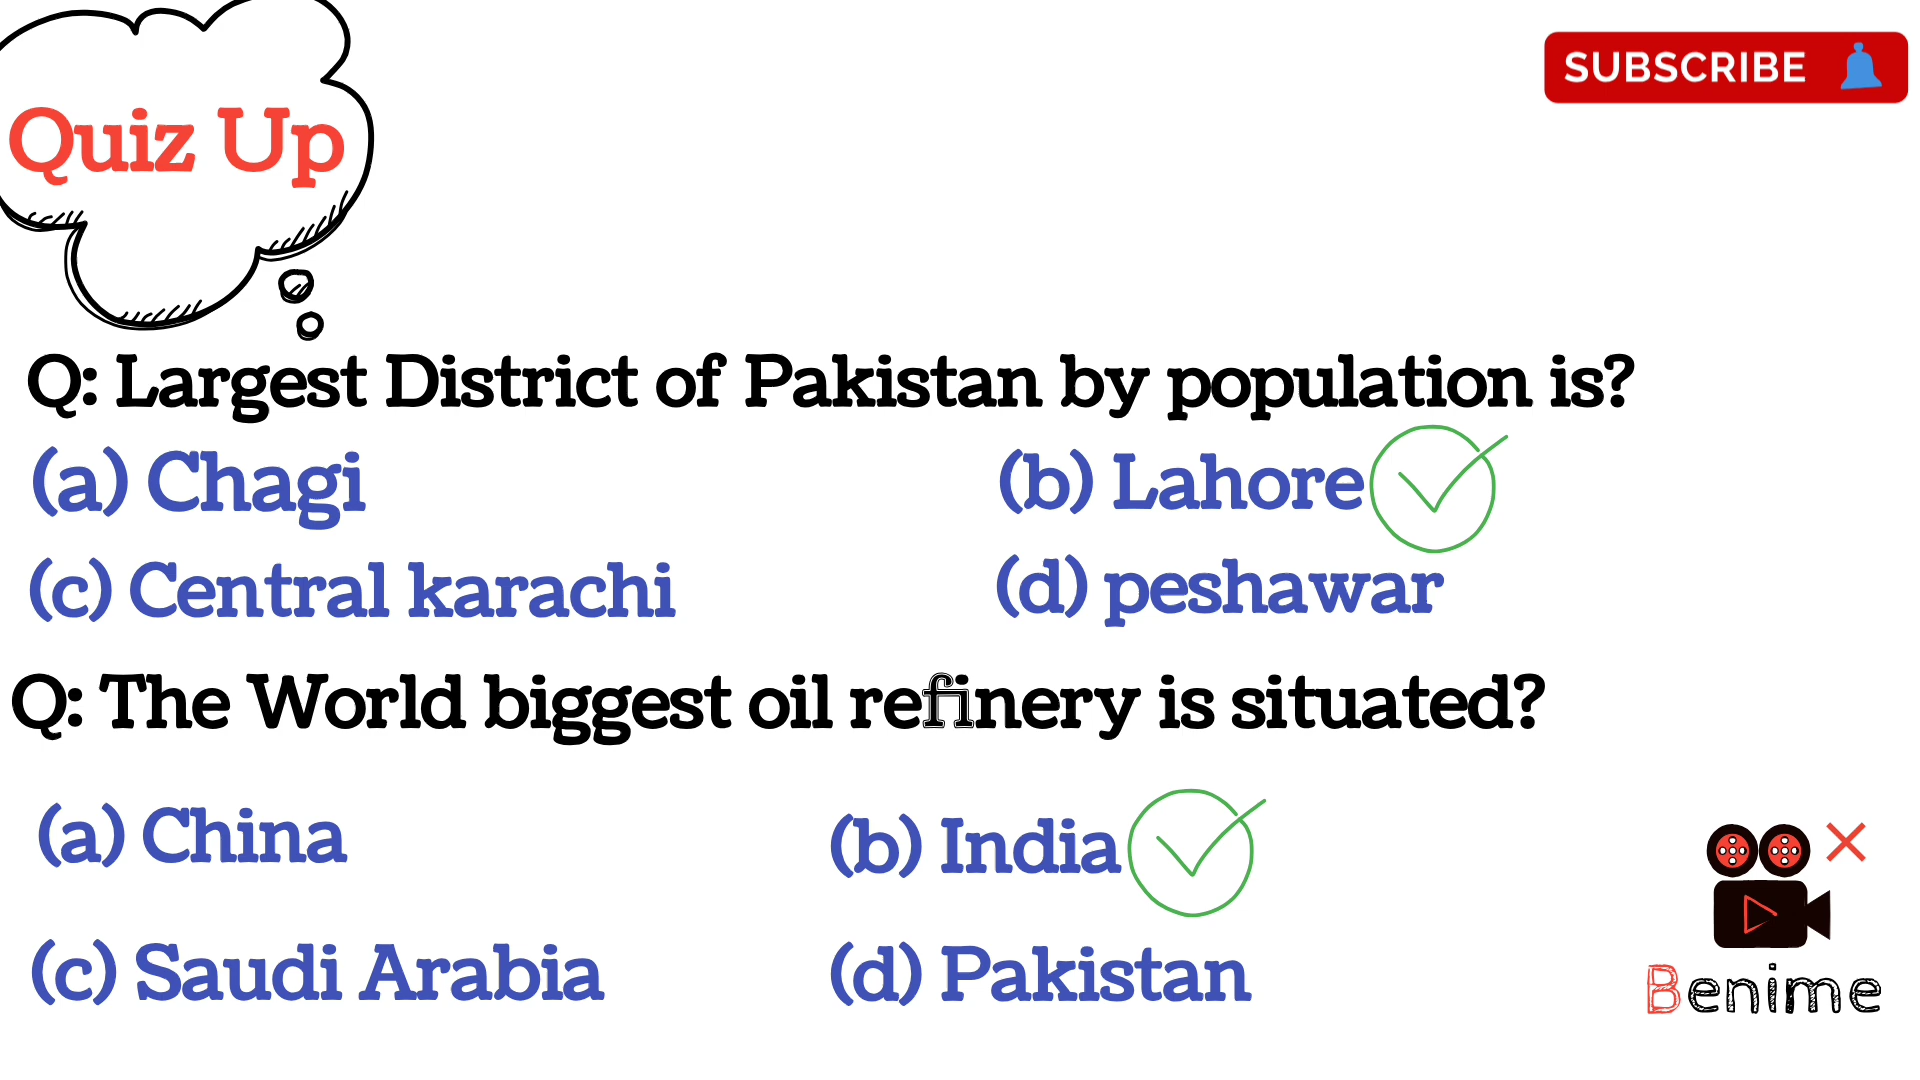 SUBSCRIBE
Quiz Up
Q: Largest District of Pakistan by population is?
(a) Chagi
(b) Lahore
(c) Central karachi
(d) peshawar
Q: The World biggest oil refinery is situated?
(a) China
(b) India
(c) Saudi Arabia
(d) Pakistan
Benime